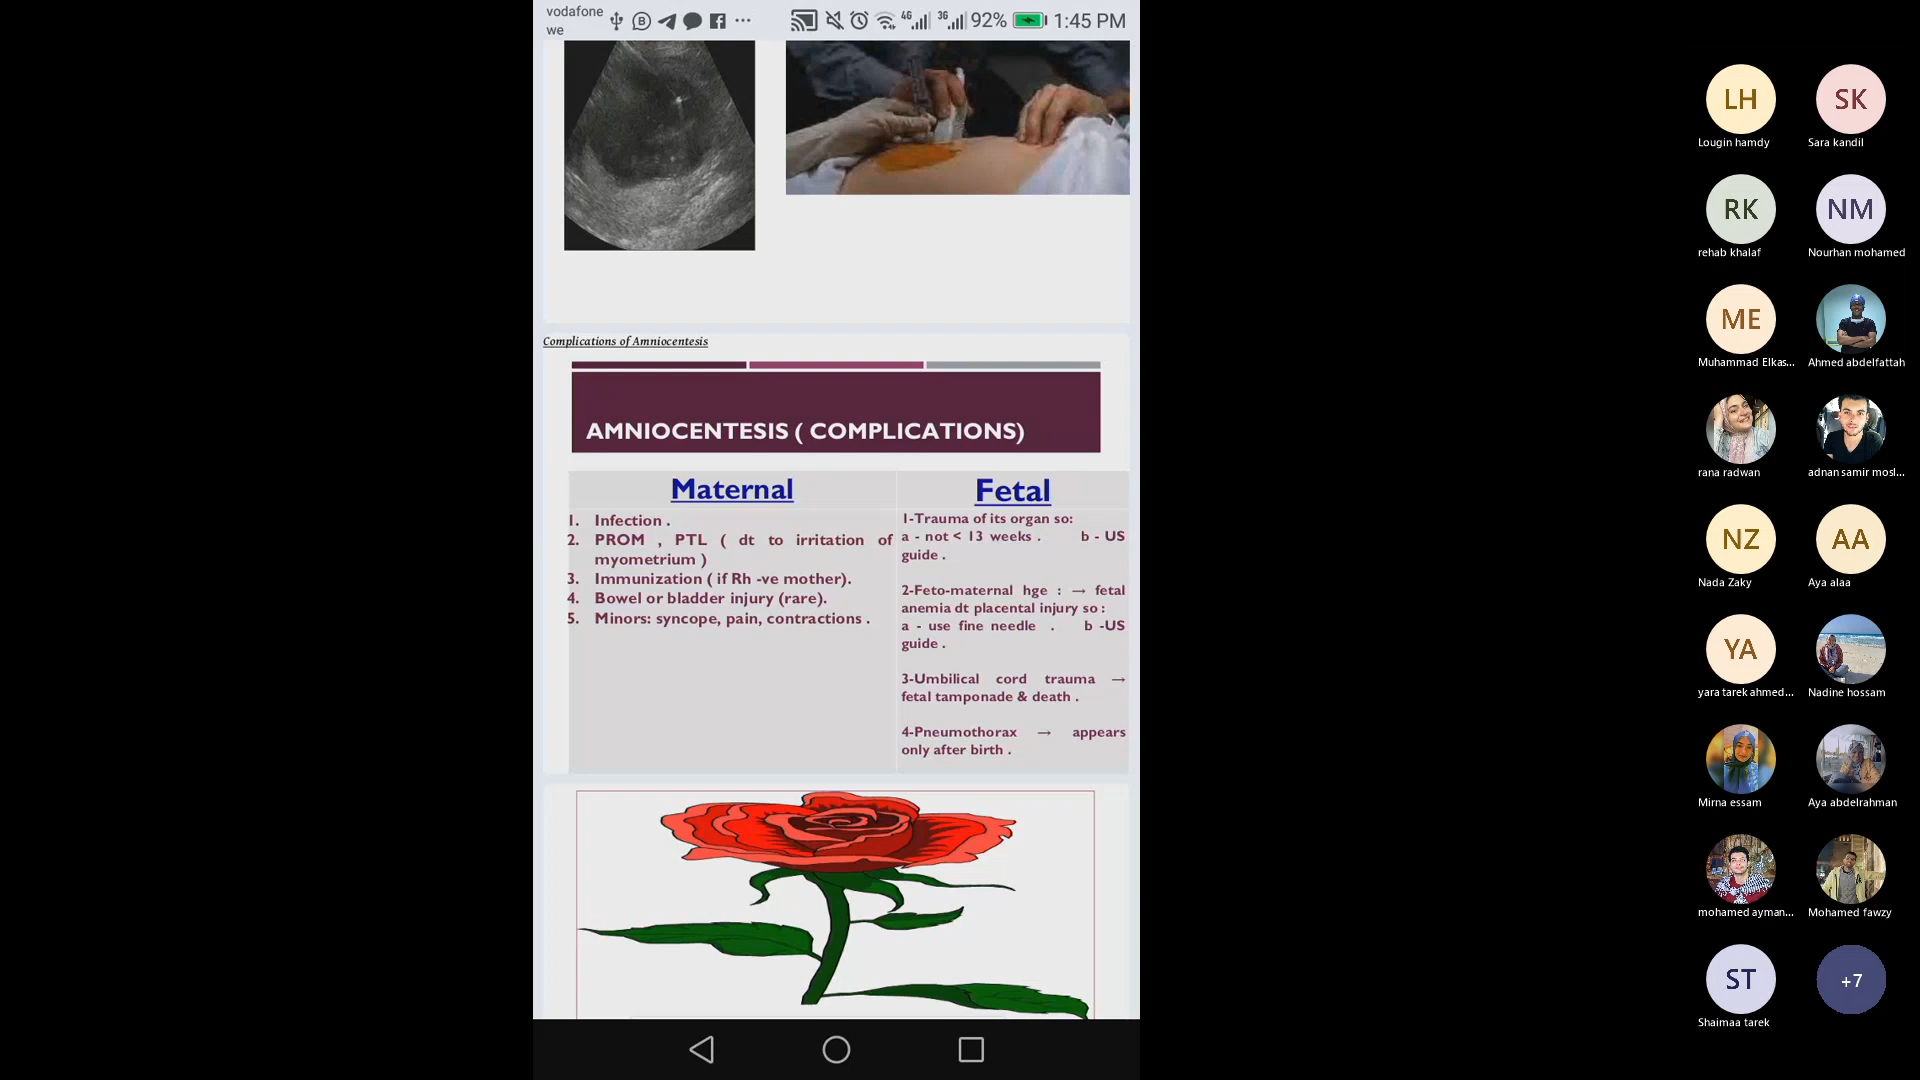 vodafone
we
4G 3G 92% 1:45 PM
Complications of Amniocentesis
AMNIOCENTESIS ( COMPLICATIONS)
Maternal
1. Infection .
2. PROM , PTL ( dt to irritation of
myometrium )
3. Immunization ( if Rh -ve mother).
4. Bowel or bladder injury (rare).
5. Minors: syncope, pain, contractions .
Fetal
1-Trauma of its organ so:
a - not < 13 weeks . b - US
guide .
2-Feto-maternal hge : → fetal
anemia dt placental injury so :
a - use fine needle . b -US
guide .
3-Umbilical cord trauma →
fetal tamponade & death .
4-Pneumothorax → appears
only after birth .
LH SK
Lougin hamdy Sara kandil
RK NM
rehab khalaf Nourhan mohamed
ME
Muhammad Elkas... Ahmed abdelfattah
rana radwan adnan samir mosl...
NZ AA
Nada Zaky Aya alaa
YA
yara tarek ahmed... Nadine hossam
Mirna essam Aya abdelrahman
mohamed ayman... Mohamed fawzy
ST +7
Shaimaa tarek